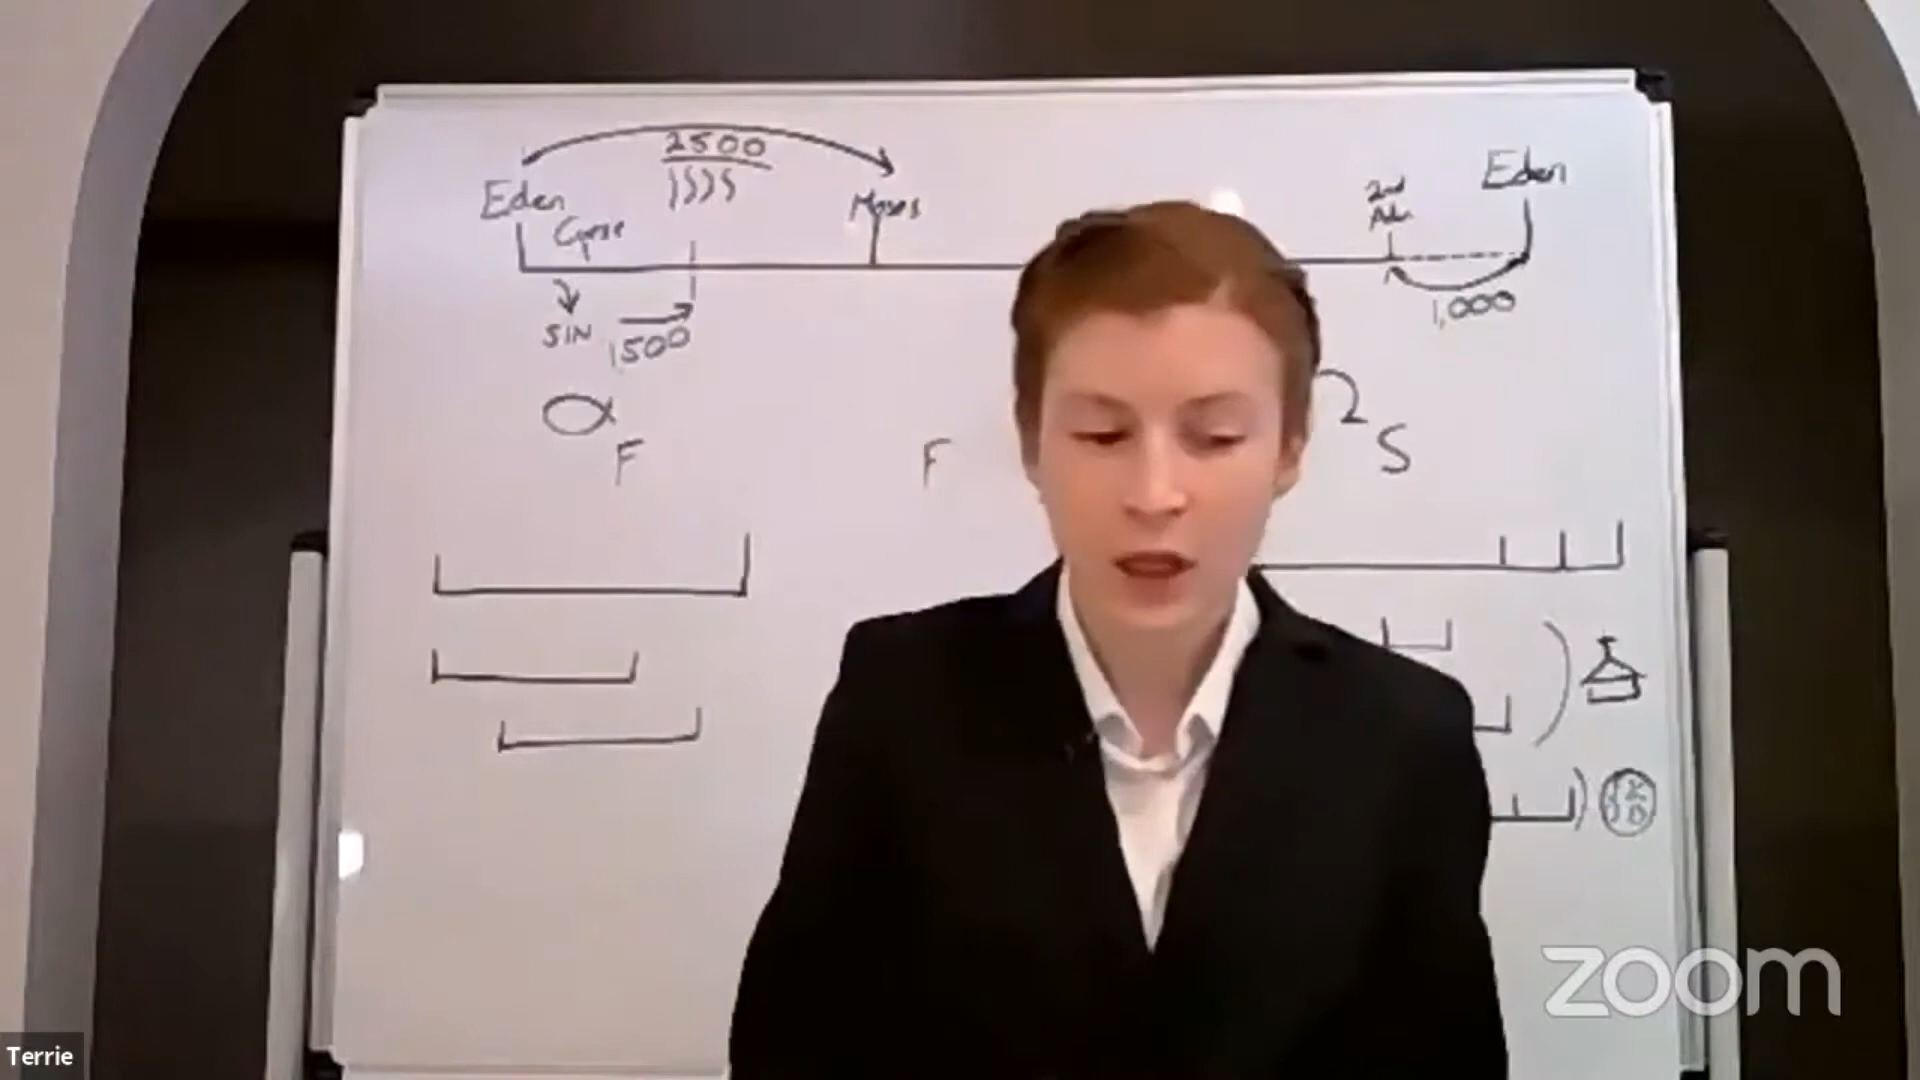 2500
Eden
Curse
Moses
2nd
Adv.
Eden
SIN
1500
1,000
F
F
S
zoom
Terrie